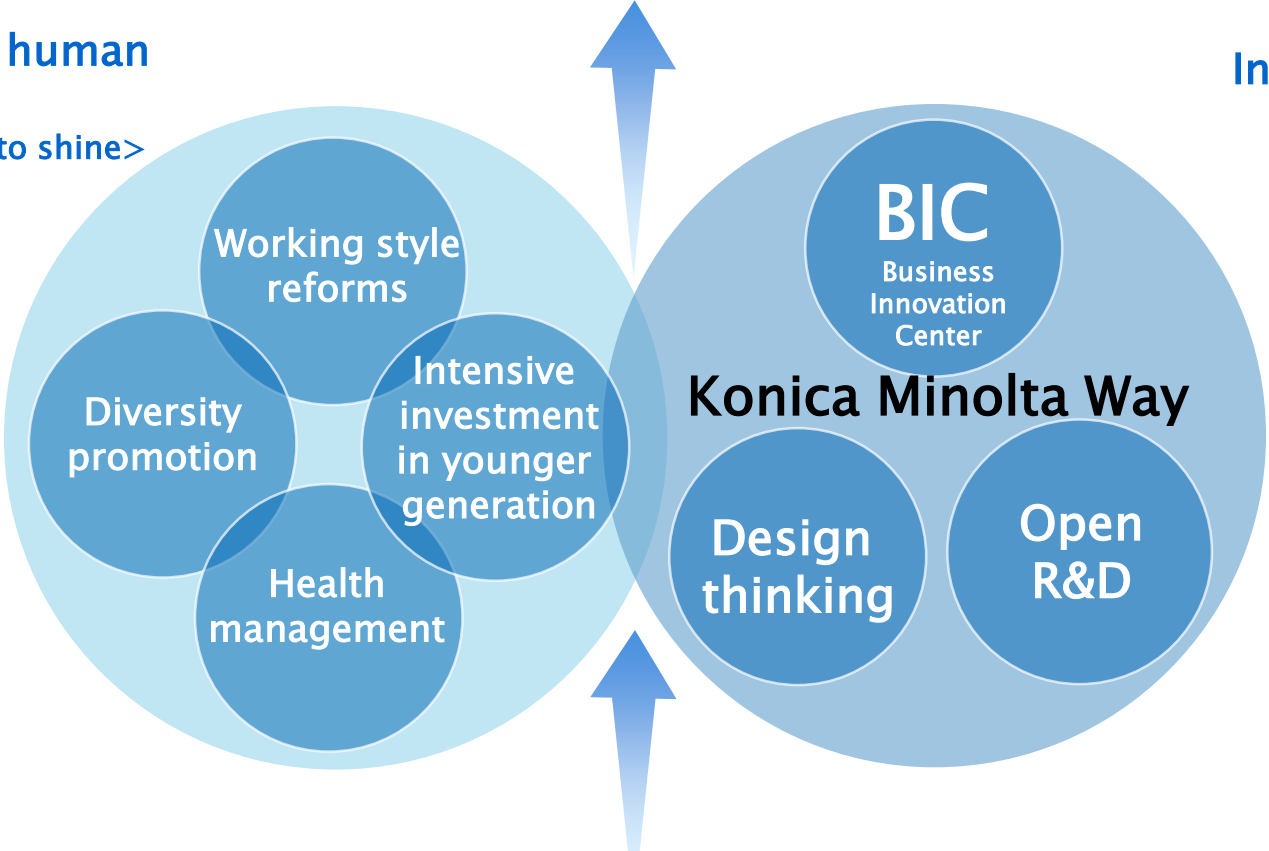 human
to shine>
In
Working style
reforms
Diversity
promotion
Intensive
investment
in younger
generation
Health
management
BIC
Business
Innovation
Center
Konica Minolta Way
Design
thinking
Open
R&D